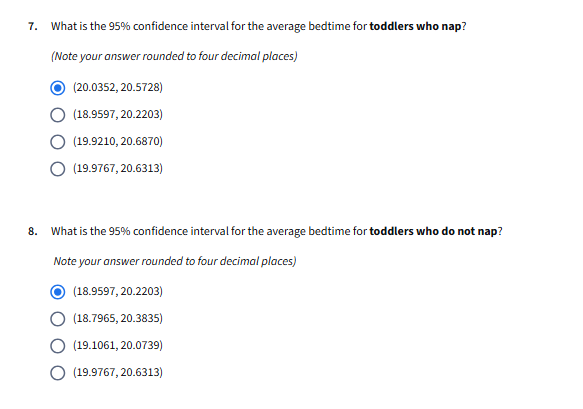 7. What is the 95% confidence interval for the average bedtime for toddlers who nap?
(Note your answer rounded to four decimal places)
(20.0352, 20.5728)
(18.9597, 20.2203)
(19.9210, 20.6870)
(19.9767, 20.6313)
8. What is the 95% confidence interval for the average bedtime for toddlers who do not nap?
Note your answer rounded to four decimal places)
(18.9597, 20.2203)
(18.7965, 20.3835)
(19.1061, 20.0739)
(19.9767, 20.6313)